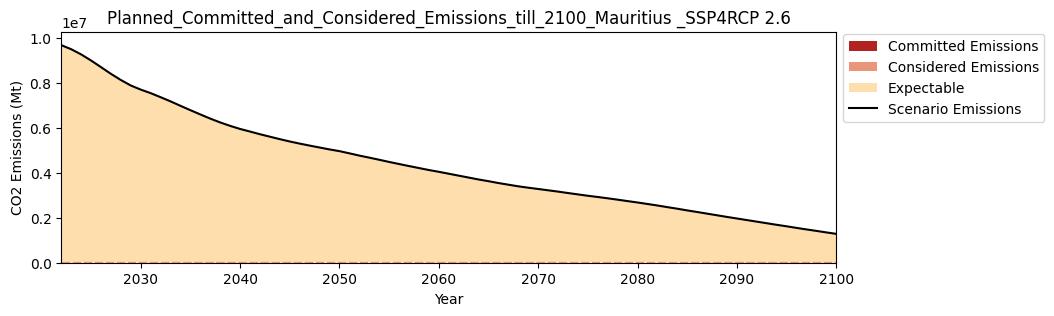 Planned_Committed_and_Considered_Emissions_till_2100_Mauritius _SSP4RCP 2.6
1e7
1.0
0.8
0.6
0.4
0.2
0.0
CO2 Emissions (Mt)
2030
2040
2050
2060
2070
2080
2090
2100
Year
Committed Emissions
Considered Emissions
Expectable
Scenario Emissions